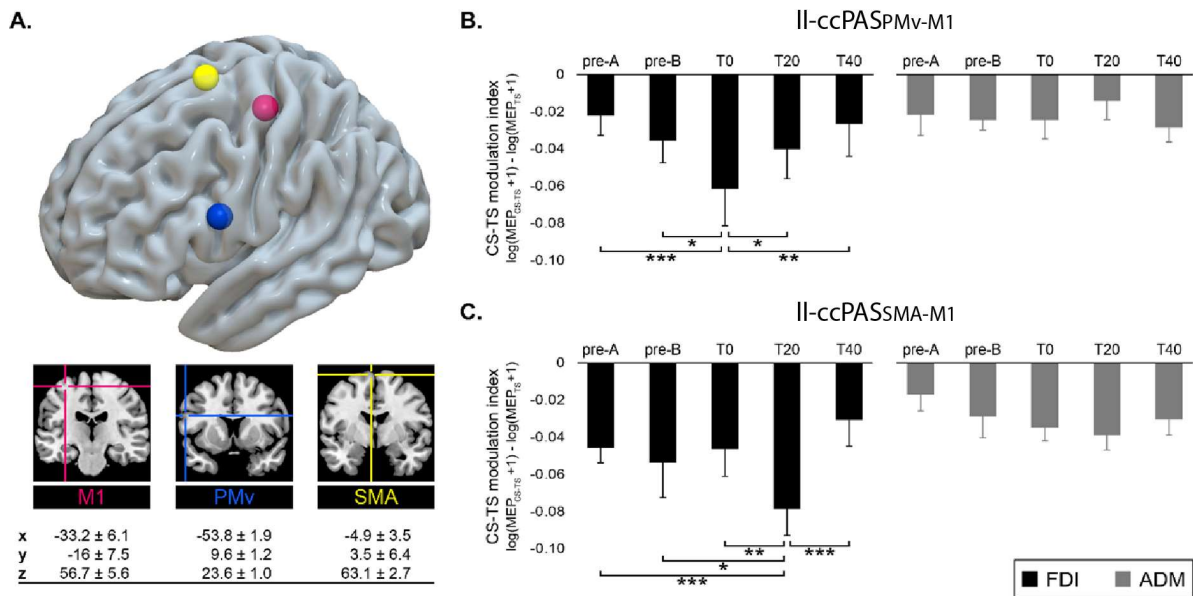 A.
M1 PMv SMA
x -33.2 ± 6.1 -53.8 ± 1.9 -4.9 ± 3.5
y -16 ± 7.5 9.6 ± 1.2 3.5 ± 6.4
z 56.7 ± 5.6 23.6 ± 1.0 63.1 ± 2.7
B.
II-ccPASPMv-M1
pre-A pre-B T0 T20 T40 pre-A pre-B T0 T20 T40
CS-TS modulation index
log(MEPCS-TS +1) - log(MEPTS +1)
0
-0.02
-0.04
-0.06
-0.08
-0.10
* *
*** **
C.
II-ccPASSMA-M1
pre-A pre-B T0 T20 T40 pre-A pre-B T0 T20 T40
CS-TS modulation index
log(MEPCS-TS +1) - log(MEPTS +1)
0
-0.02
-0.04
-0.06
-0.08
-0.10
** ***
*
***
FDI ADM